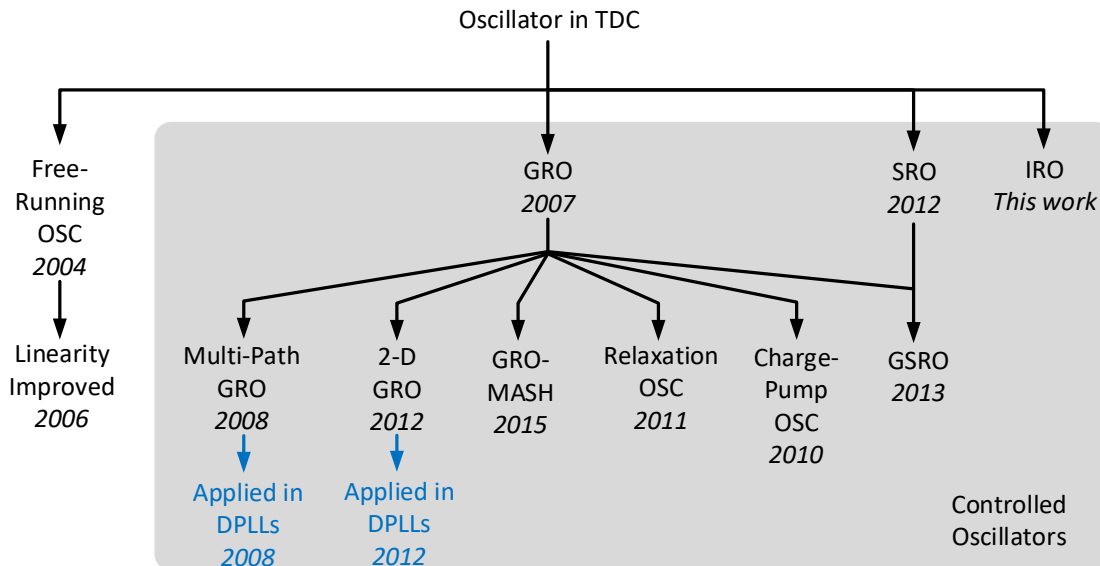 Oscillator in TDC
Free-
Running
OSC
2004
GRO
2007
SRO
2012
IRO
This work
Linearity
Improved
2006
Multi-Path
GRO
2008
2-D
GRO
2012
GRO-
MASH
2015
Relaxation
OSC
2011
Charge-
Pump
OSC
2010
GSRO
2013
Applied in
DPLLs
2008
Applied in
DPLLs
2012
Controlled
Oscillators